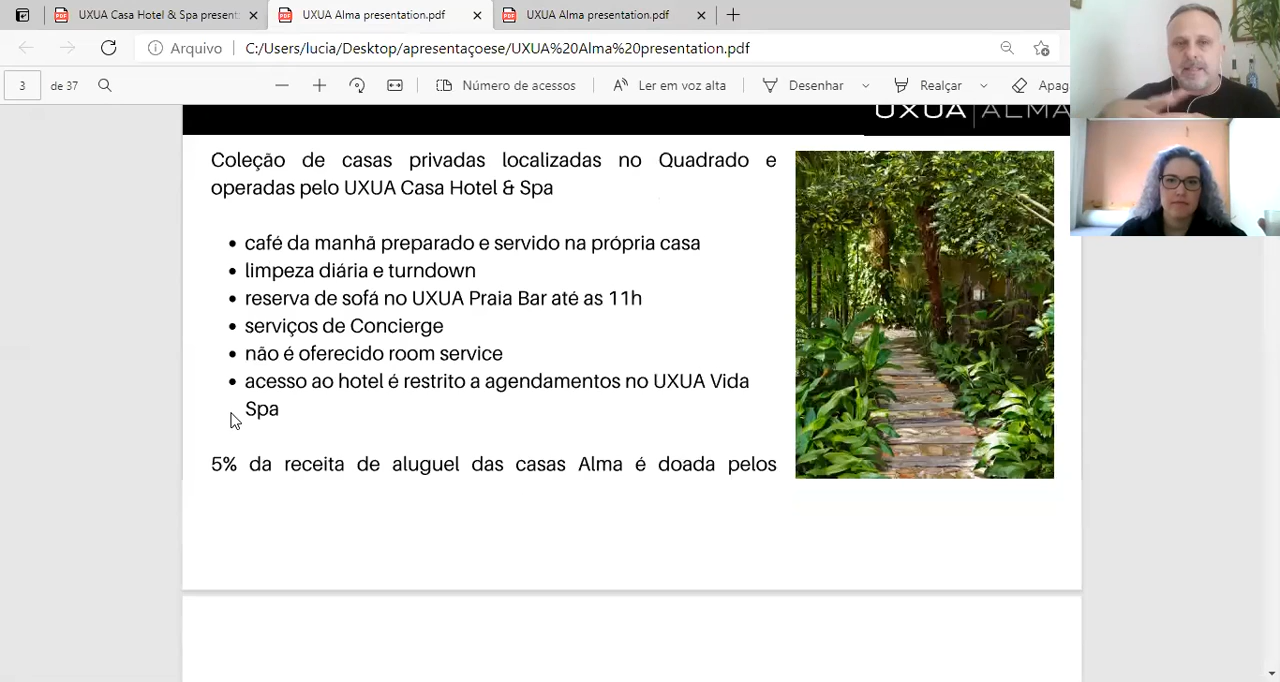 UXUA Casa Hotel & Spa present
UXUA Alma presentation.pdf
UXUA Alma presentation.pdf
Arquivo
C:/Users/lucia/Desktop/apresentaçoese/UXUA%20Alma%20presentation.pdf
3
de 37
Número de acessos
Ler em voz alta
Desenhar
Realçar
Apag
UXUA | ALMA
Coleção de casas privadas localizadas no Quadrado e
operadas pelo UXUA Casa Hotel & Spa
• café da manhã preparado e servido na própria casa
• limpeza diária e turndown
• reserva de sofá no UXUA Praia Bar até as 11h
• serviços de Concierge
• não é oferecido room service
• acesso ao hotel é restrito a agendamentos no UXUA Vida
Spa
5% da receita de aluguel das casas Alma é doada pelos